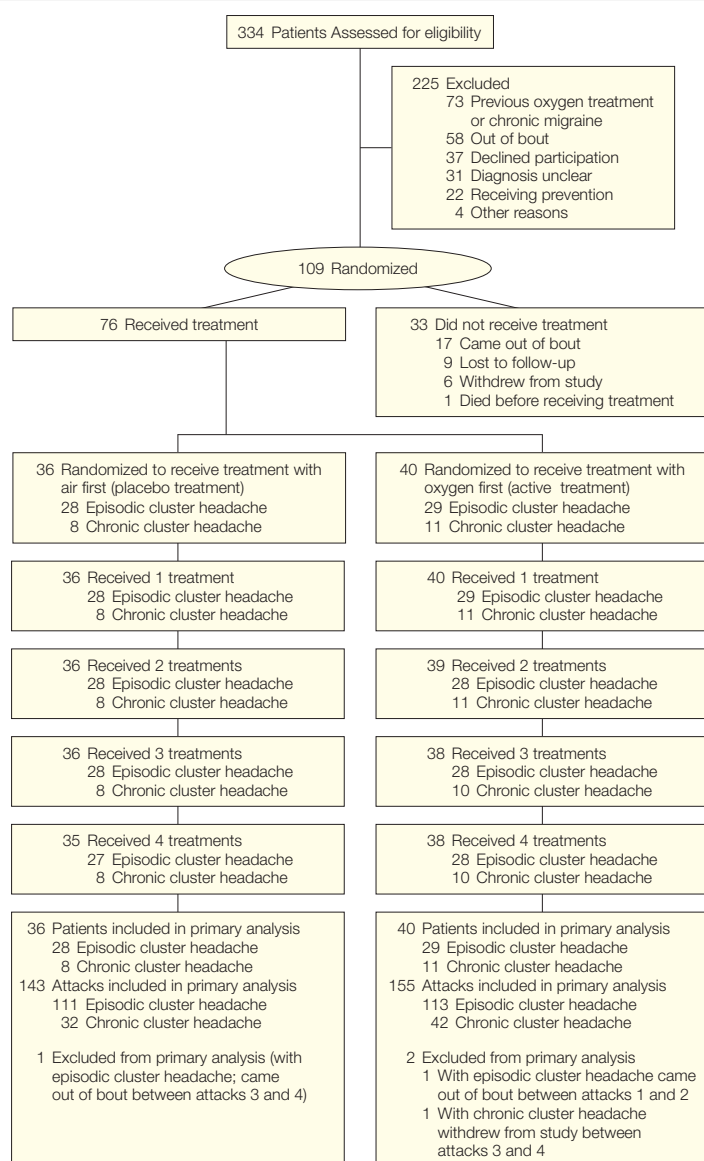 334 Patients Assessed for eligibility
225 Excluded
73 Previous oxygen treatment
or chronic migraine
58 Out of bout
37 Declined participation
31 Diagnosis unclear
22 Receiving prevention
4 Other reasons
109 Randomized
76 Received treatment
33 Did not receive treatment
17 Came out of bout
9 Lost to follow-up
6 Withdrew from study
1 Died before receiving treatment
36 Randomized to receive treatment with
air first (placebo treatment)
28 Episodic cluster headache
8 Chronic cluster headache
40 Randomized to receive treatment with
oxygen first (active treatment)
29 Episodic cluster headache
11 Chronic cluster headache
36 Received 1 treatment
28 Episodic cluster headache
8 Chronic cluster headache
40 Received 1 treatment
29 Episodic cluster headache
11 Chronic cluster headache
36 Received 2 treatments
28 Episodic cluster headache
8 Chronic cluster headache
39 Received 2 treatments
28 Episodic cluster headache
11 Chronic cluster headache
36 Received 3 treatments
28 Episodic cluster headache
8 Chronic cluster headache
38 Received 3 treatments
28 Episodic cluster headache
10 Chronic cluster headache
35 Received 4 treatments
27 Episodic cluster headache
8 Chronic cluster headache
38 Received 4 treatments
28 Episodic cluster headache
10 Chronic cluster headache
36 Patients included in primary analysis
28 Episodic cluster headache
8 Chronic cluster headache
143 Attacks included in primary analysis
111 Episodic cluster headache
32 Chronic cluster headache
1 Excluded from primary analysis (with
episodic cluster headache; came
out of bout between attacks 3 and 4)
40 Patients included in primary analysis
29 Episodic cluster headache
11 Chronic cluster headache
155 Attacks included in primary analysis
113 Episodic cluster headache
42 Chronic cluster headache
2 Excluded from primary analysis
1 With episodic cluster headache came
out of bout between attacks 1 and 2
1 With chronic cluster headache
withdrew from study between
attacks 3 and 4